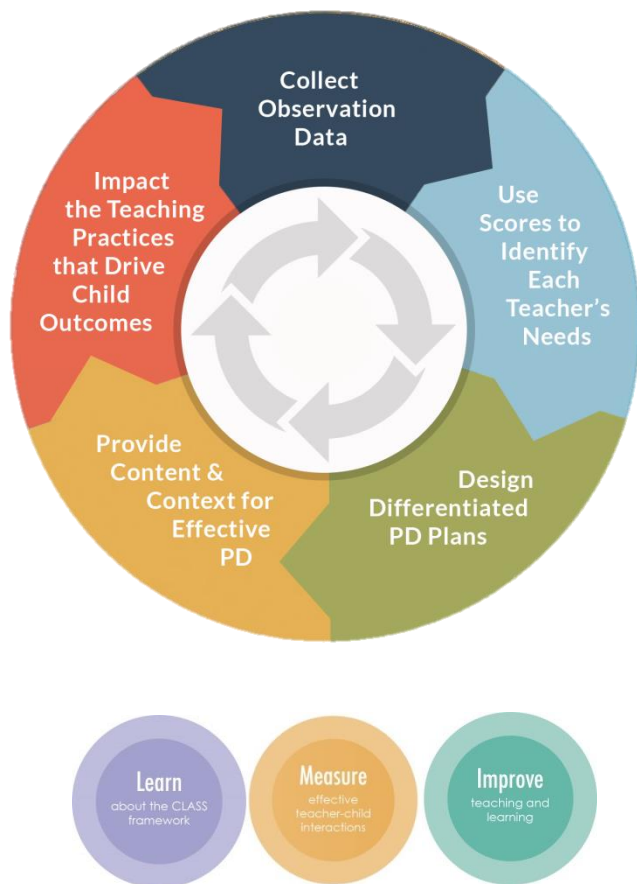 Collect
Observation
Data
Use
Scores to
Identify
Each
Teacher's
Needs
Design
Differentiated
PD Plans
Provide
Content &
Context for
Effective
PD
Impact
the Teaching
Practices
that Drive
Child
Outcomes
Learn
about the CLASS
framework
Measure
effective
teacher-child
interactions
Improve
teaching and
learning